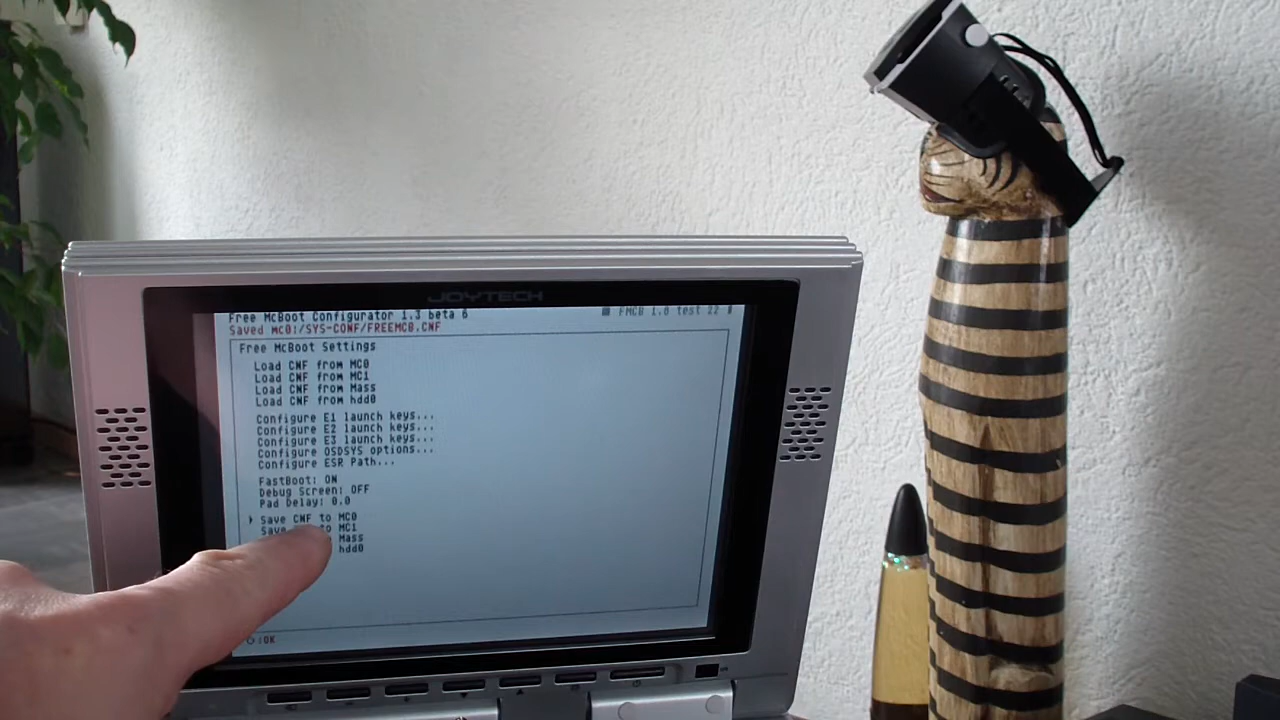 JOYTECH
Free McBoot Configurator 1.3 beta 6
FMCB 1.8 test 22
Saved mc0:/SYS-CONF/FREEMCB.CNF
Free McBoot Settings
Load CNF from MC0
Load CNF from MC1
Load CNF from Mass
Load CNF from hdd0
Configure E1 launch keys...
Configure E2 launch keys...
Configure E3 launch keys...
Configure OSDSYS options...
Configure ESR Path...
FastBoot: ON
Debug Screen: OFF
Pad Delay: 0.0
Save CNF to MC0
Save to MC1
Mass
hdd0
:OK